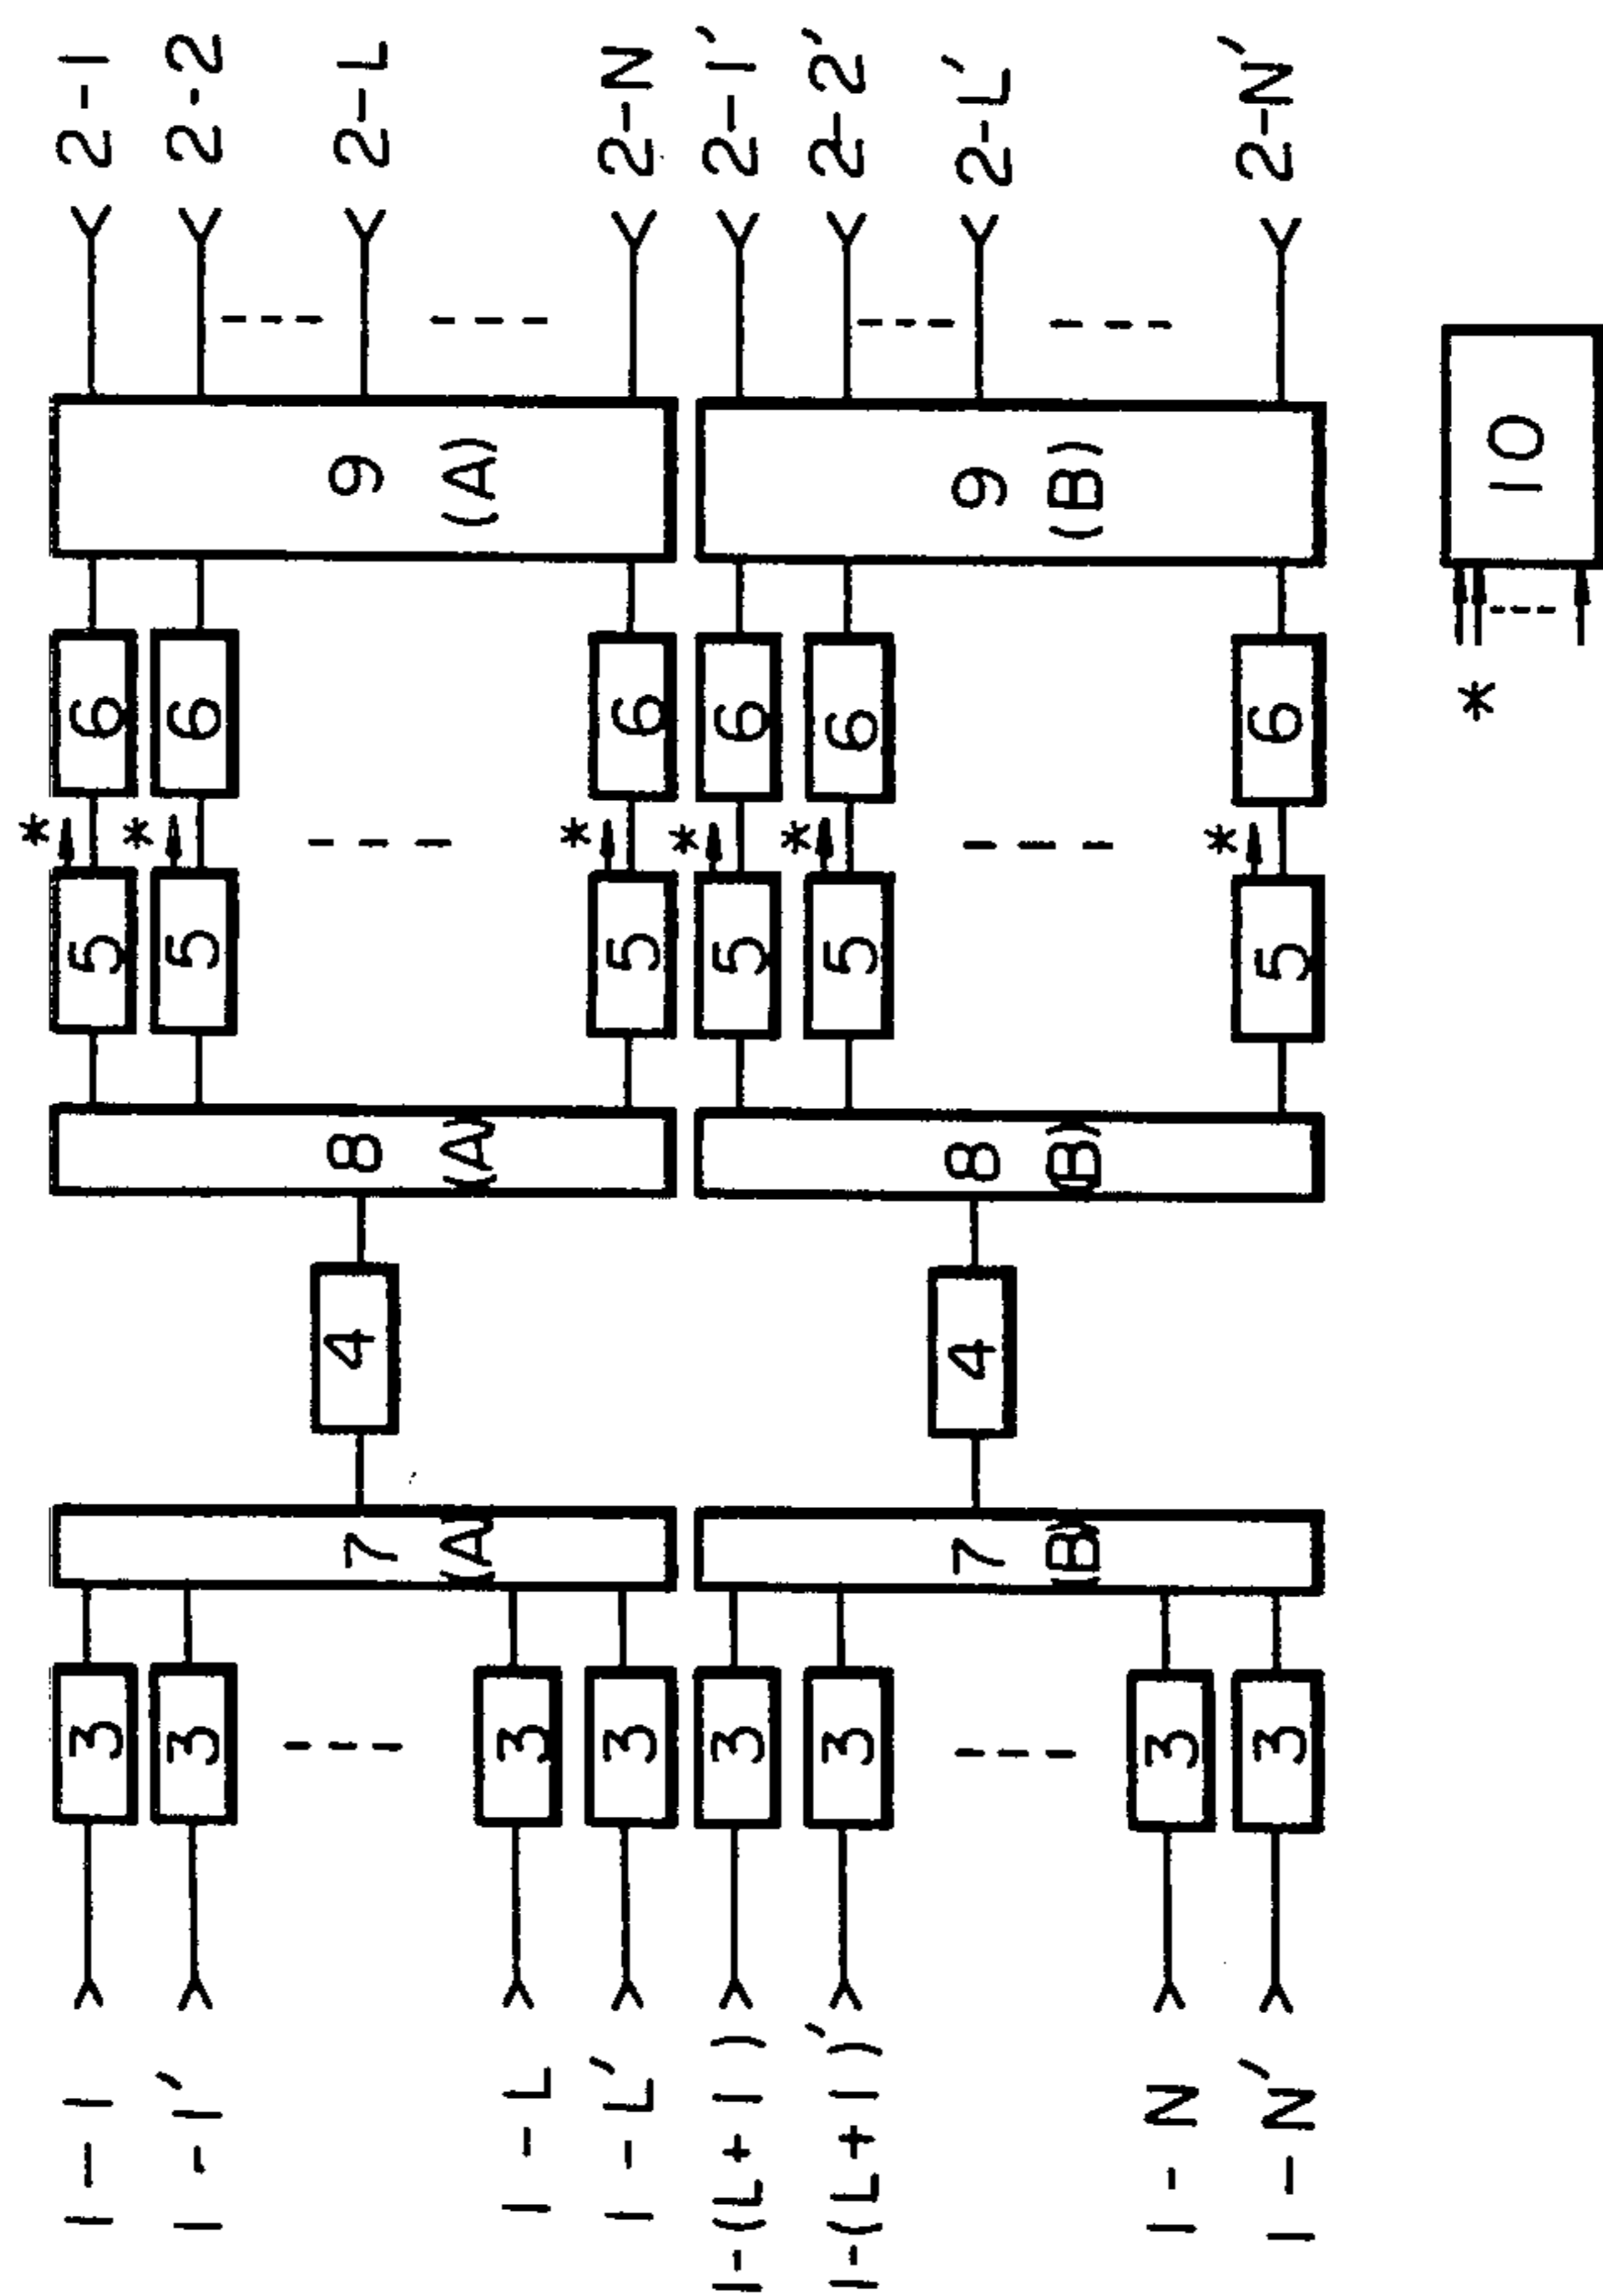 1-1 3 5 * 6 2-1
1-1' 3 5 * 6 2-2
7 4 8 9 2-L
(A) (A) (A)
1-L 3
1-L' 3 5 * 6 2-N
1-(L+1) 3 5 * 6 2-1'
1-(L+1)' 3 5 * 6 2-2'
7 4 8 9 2-L'
(B) (B) (B)
1-N 3
1-N' 3 5 * 6 2-N'
* 10